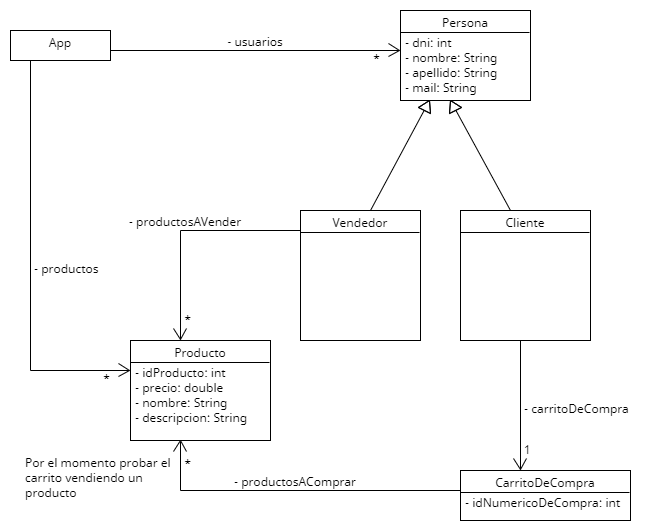 Persona
App
- usuarios
*
- dni: int
- nombre: String
- apellido: String
- mail: String
- productosAVender
Vendedor
Cliente
- productos
*
Producto
*
- idProducto: int
- precio: double
- nombre: String
- descripcion: String
- carritoDeCompra
1
Por el momento probar el
carrito vendiendo un
producto
*
- productosAComprar
CarritoDeCompra
- idNumericoDeCompra: int